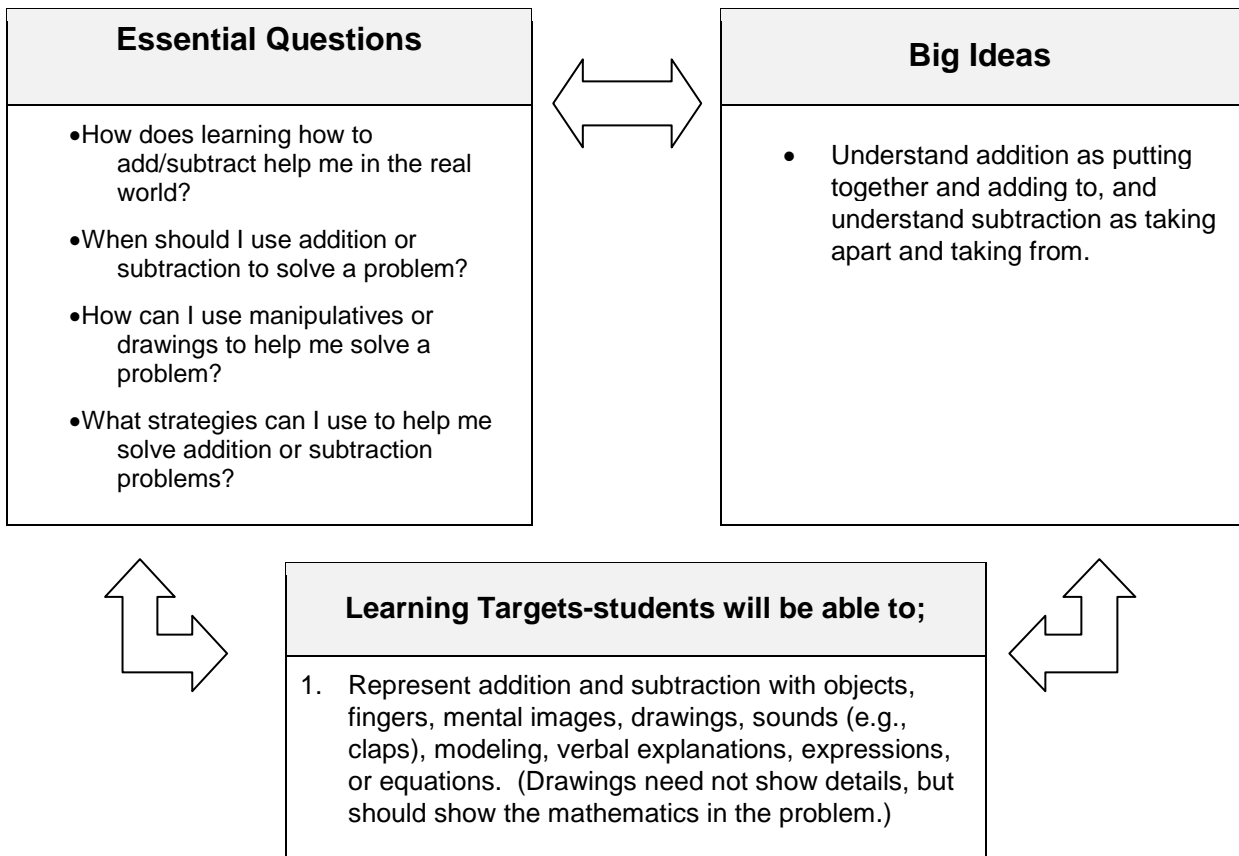 Essential Questions
•How does learning how to
add/subtract help me in the real
world?
•When should I use addition or
subtraction to solve a problem?
•How can I use manipulatives or
drawings to help me solve a
problem?
•What strategies can I use to help me
solve addition or subtraction
problems?
Big Ideas
• Understand addition as putting
together and adding to, and
understand subtraction as taking
apart and taking from.
Learning Targets-students will be able to;
1. Represent addition and subtraction with objects,
fingers, mental images, drawings, sounds (e.g.,
claps), modeling, verbal explanations, expressions,
or equations. (Drawings need not show details, but
should show the mathematics in the problem.)